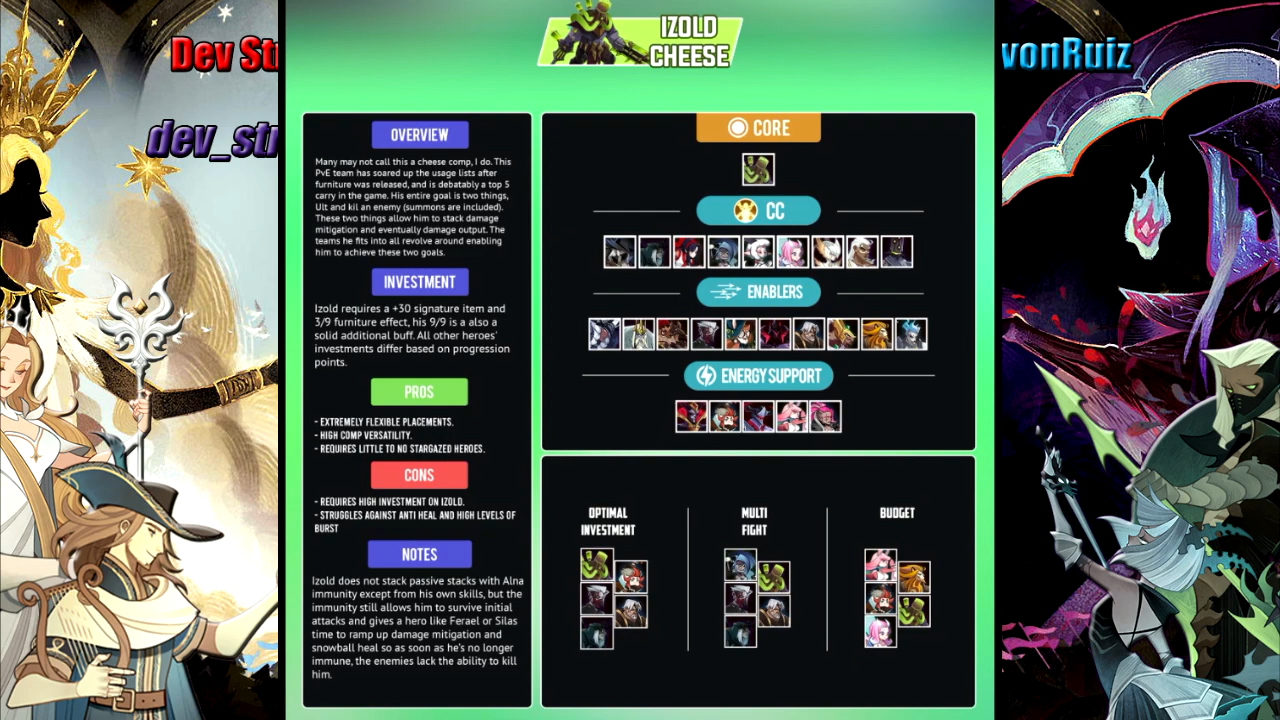 IZOLD
CHEESE
Dev St
vonRuiz
dev_str
OVERVIEW
Many may not call this a cheese comp, I do. This
PvE team has soared up the usage lists after
furniture was released, and is debatably a top 5
carry in the game. His entire goal is two things,
Ult and kil an enemy (summons are included).
These two things allow him to stack damage
mitigation and eventually damage output. The
teams he fits into all revolve around enabling
him to achieve these two goals.
INVESTMENT
Izold requires a +30 signature item and
3/9 furniture effect, his 9/9 is a also a
solid additional buff. All other heroes'
investments differ based on progression
points.
PROS
- EXTREMELY FLEXIBLE PLACEMENTS.
- HIGH COMP VERSATILITY.
- REQUIRES LITTLE TO NO STARGAZED HEROES.
CONS
- REQUIRES HIGH INVESTMENT ON IZOLD.
- STRUGGLES AGAINST ANTI HEAL AND HIGH LEVELS OF
BURST
NOTES
Izold does not stack passive stacks with Alna
immunity except from his own skills, but the
immunity still allows him to survive initial
attacks and gives a hero like Ferael or Silas
time to ramp up damage mitigation and
snowball heal so as soon as he's no longer
immune, the enemies lack the ability to kill
him.
CORE
CC
ENABLERS
ENERGY SUPPORT
OPTIMAL
INVESTMENT
MULTI
FIGHT
BUDGET